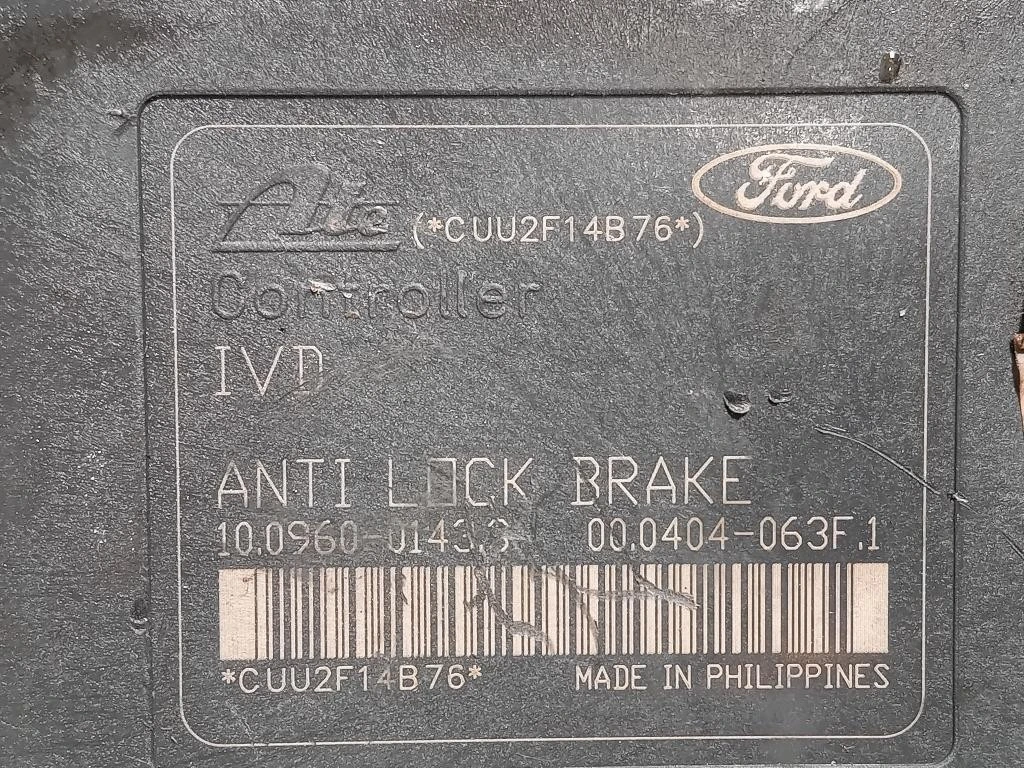 Ate (*CUU2F14B76*) Ford
Controller
IVD
ANTI LOCK BRAKE
10.0960-0143.3 00.0404-063F.1
*CUU2F14B76* MADE IN PHILIPPINES